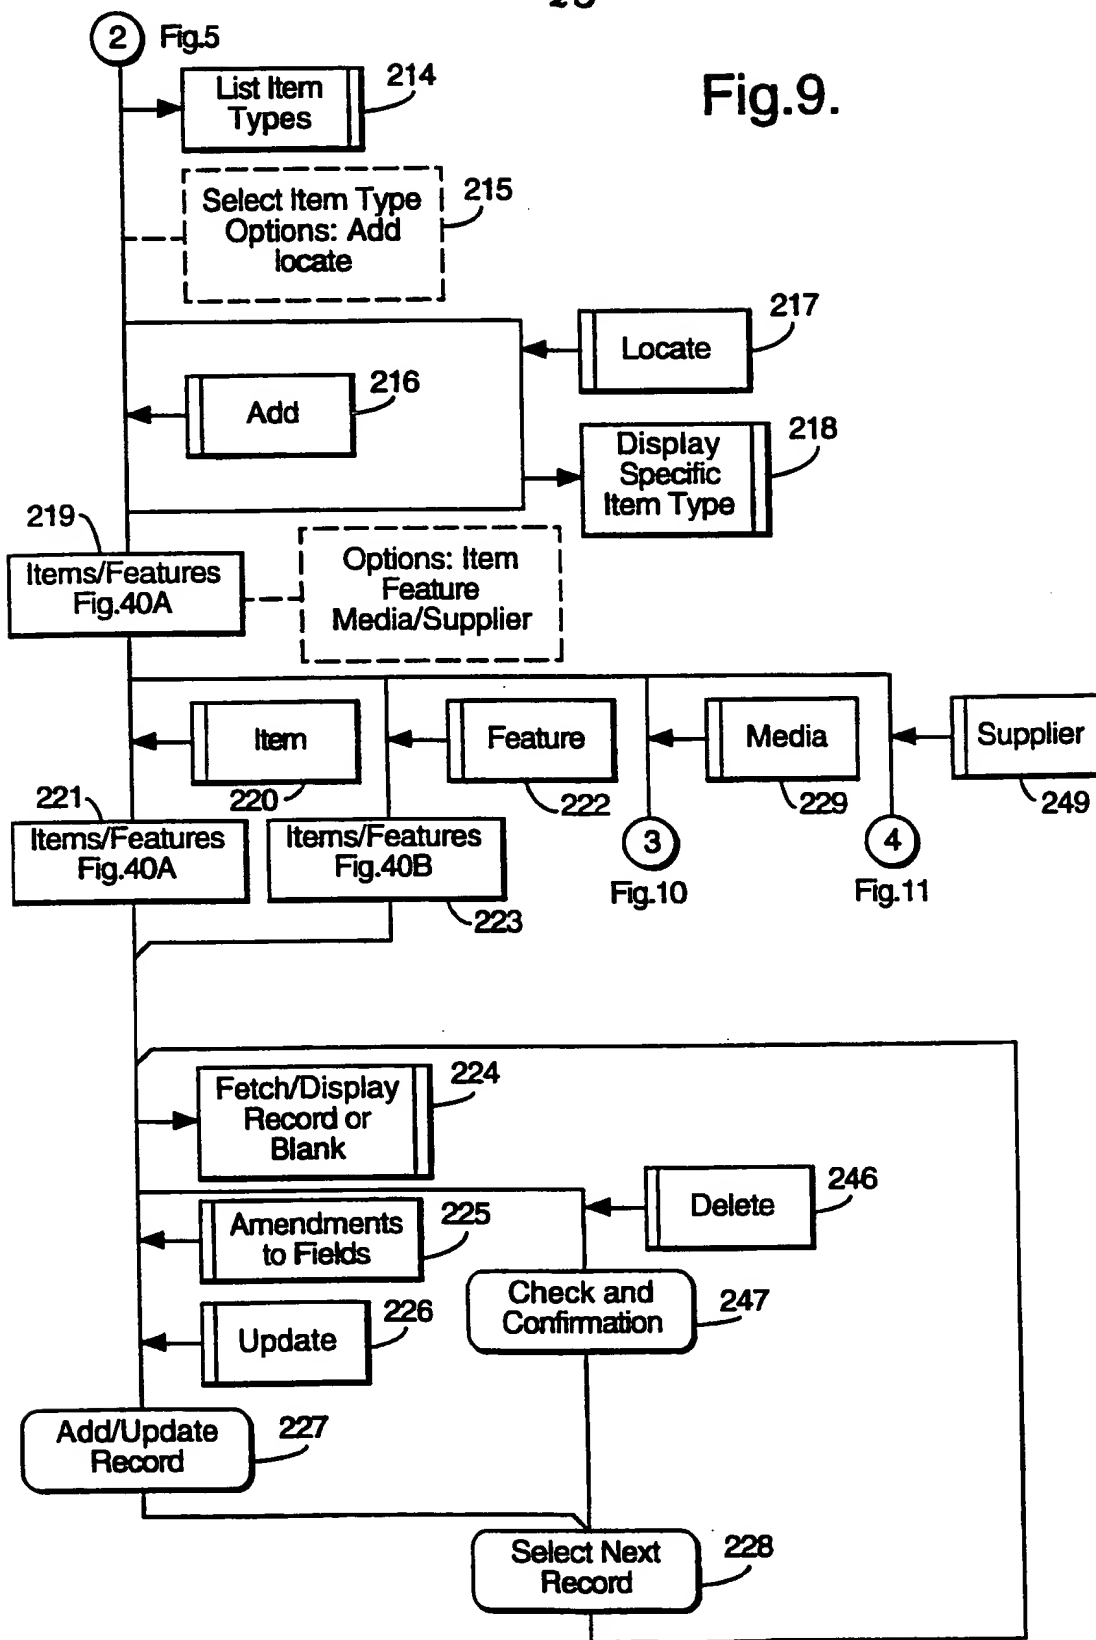 2 Fig.5
List Item
Types
214
Fig.9.
Select Item Type
Options: Add
locate
215
Locate
217
Add
216
Display
Specific
Item Type
218
219
Items/Features
Fig.40A
Options: Item
Feature
Media/Supplier
Item
220
Feature
222
Media
229
Supplier
249
221
Items/Features
Fig.40A
Items/Features
Fig.40B
223
3
Fig.10
4
Fig.11
Fetch/Display
Record or
Blank
224
Amendments
to Fields
225
Delete
246
Update
226
Check and
Confirmation
247
Add/Update
Record
227
Select Next
Record
228